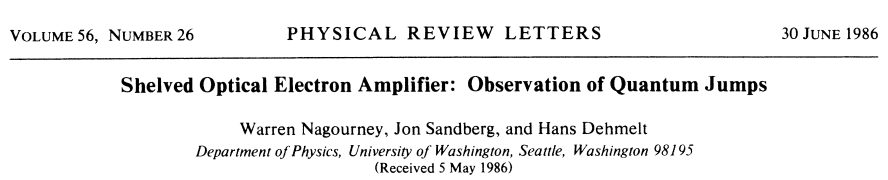 VOLUME 56, NUMBER 26 PHYSICAL REVIEW LETTERS 30 JUNE 1986
Shelved Optical Electron Amplifier: Observation of Quantum Jumps
Warren Nagourney, Jon Sandberg, and Hans Dehmelt
Department of Physics, University of Washington, Seattle, Washington 98195
(Received 5 May 1986)